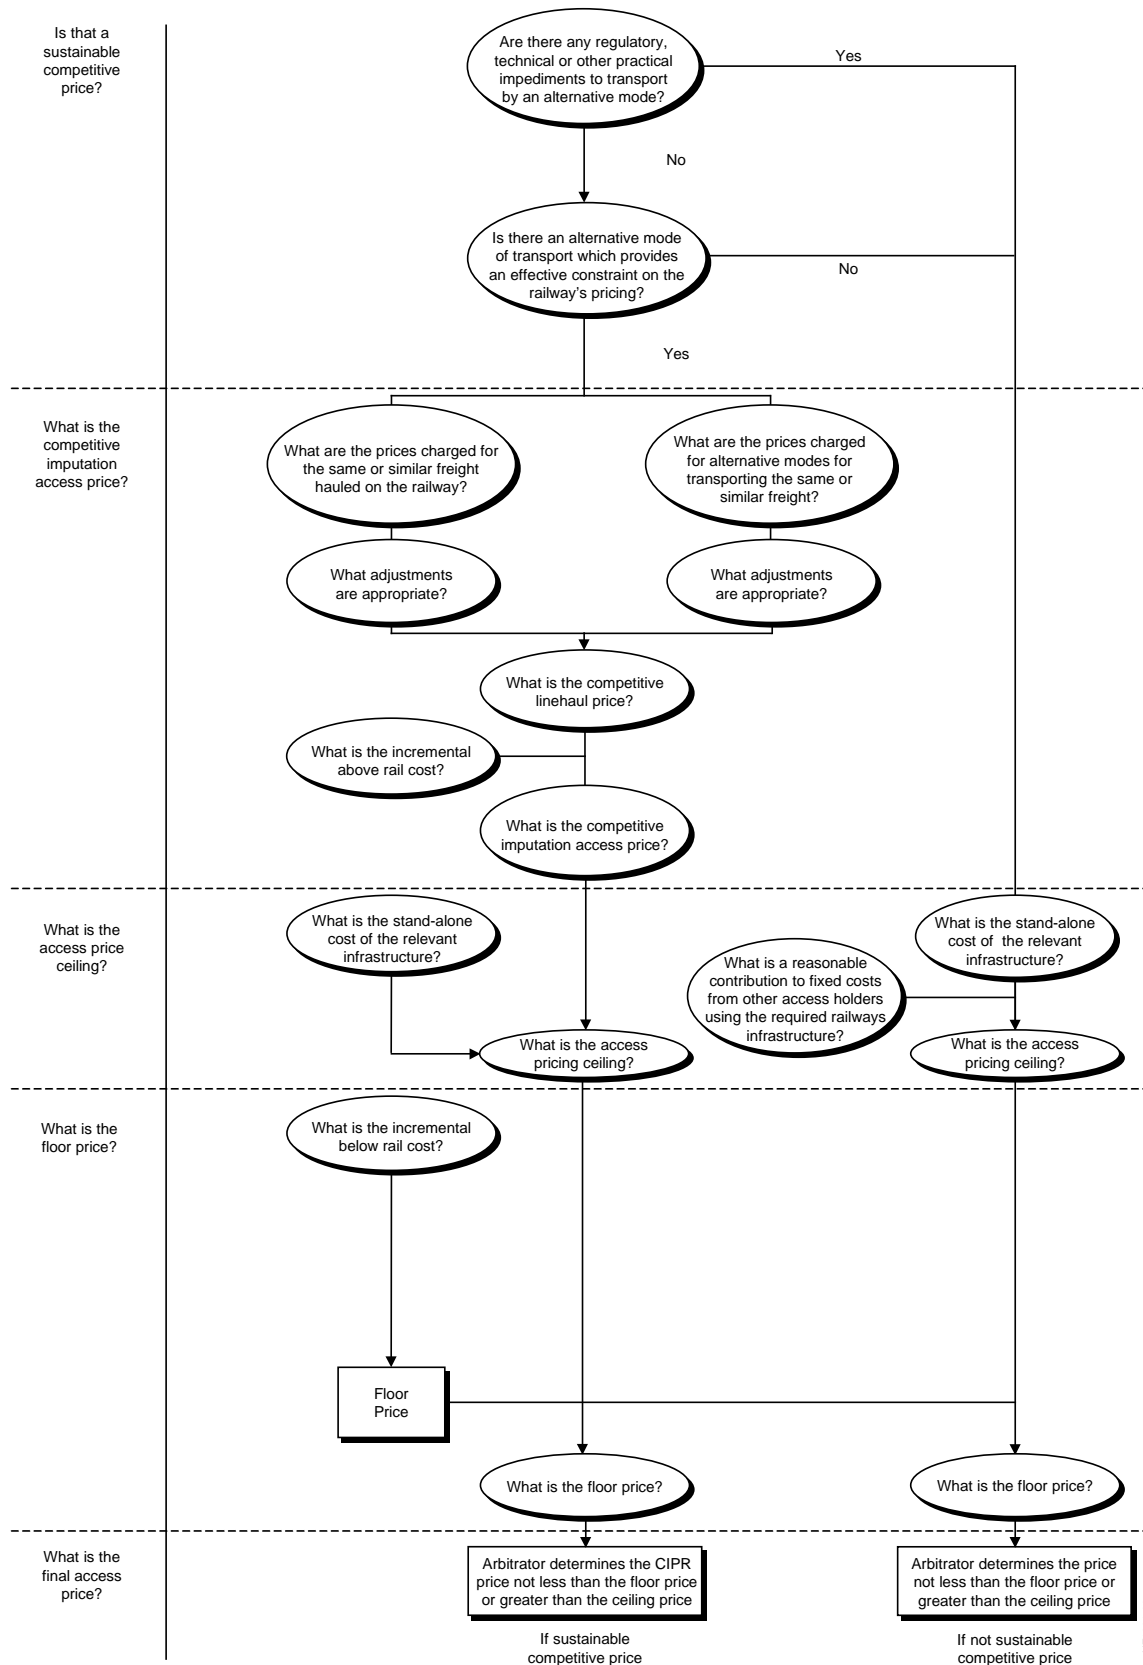 Is that a
sustainable
competitive
price?
Are there any regulatory,
technical or other practical
impediments to transport
by an alternative mode?
Yes
No
Is there an alternative mode
of transport which provides
an effective constraint on the
railway's pricing?
No
Yes
What is the
competitive
imputation
access price?
What are the prices charged for
the same or similar freight
hauled on the railway?
What are the prices charged
for alternative modes for
transporting the same or
similar freight?
What adjustments
are appropriate?
What adjustments
are appropriate?
What is the competitive
linehaul price?
What is the incremental
above rail cost?
What is the competitive
imputation access price?
What is the
access price
ceiling?
What is the stand-alone
cost of the relevant
infrastructure?
What is the stand-alone
cost of the relevant
infrastructure?
What is a reasonable
contribution to fixed costs
from other access holders
using the required railways
infrastructure?
What is the access
pricing ceiling?
What is the access
pricing ceiling?
What is the
floor price?
What is the incremental
below rail cost?
Floor
Price
What is the floor price?
What is the floor price?
What is the
final access
price?
Arbitrator determines the CIPR
price not less than the floor price
or greater than the ceiling price
Arbitrator determines the price
not less than the floor price or
greater than the ceiling price
If sustainable
competitive price
If not sustainable
competitive price